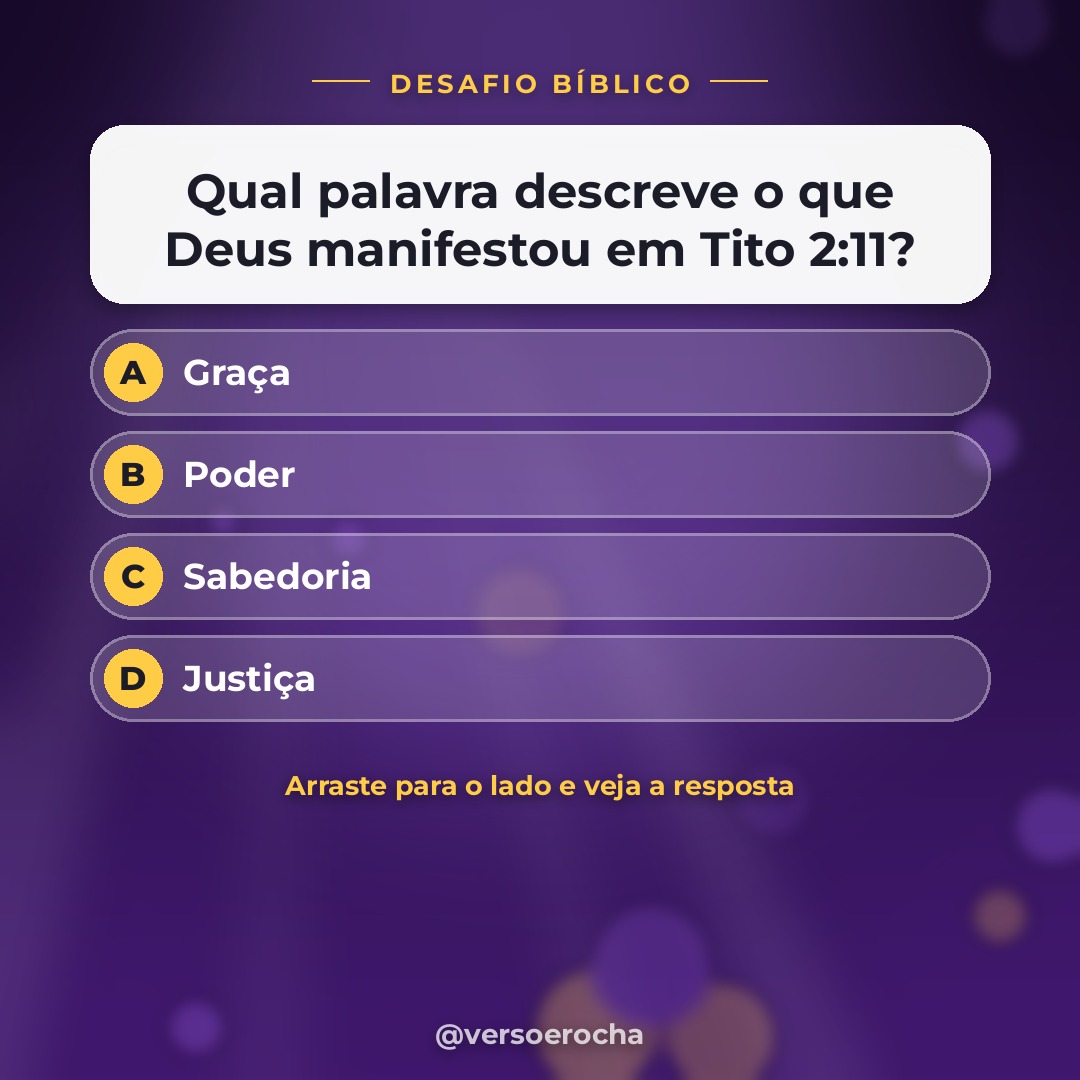 DESAFIO BÍBLICO
Qual palavra descreve o que
Deus manifestou em Tito 2:11?
A Graça
B Poder
C Sabedoria
D Justiça
Arraste para o lado e veja a resposta
@versoerocha